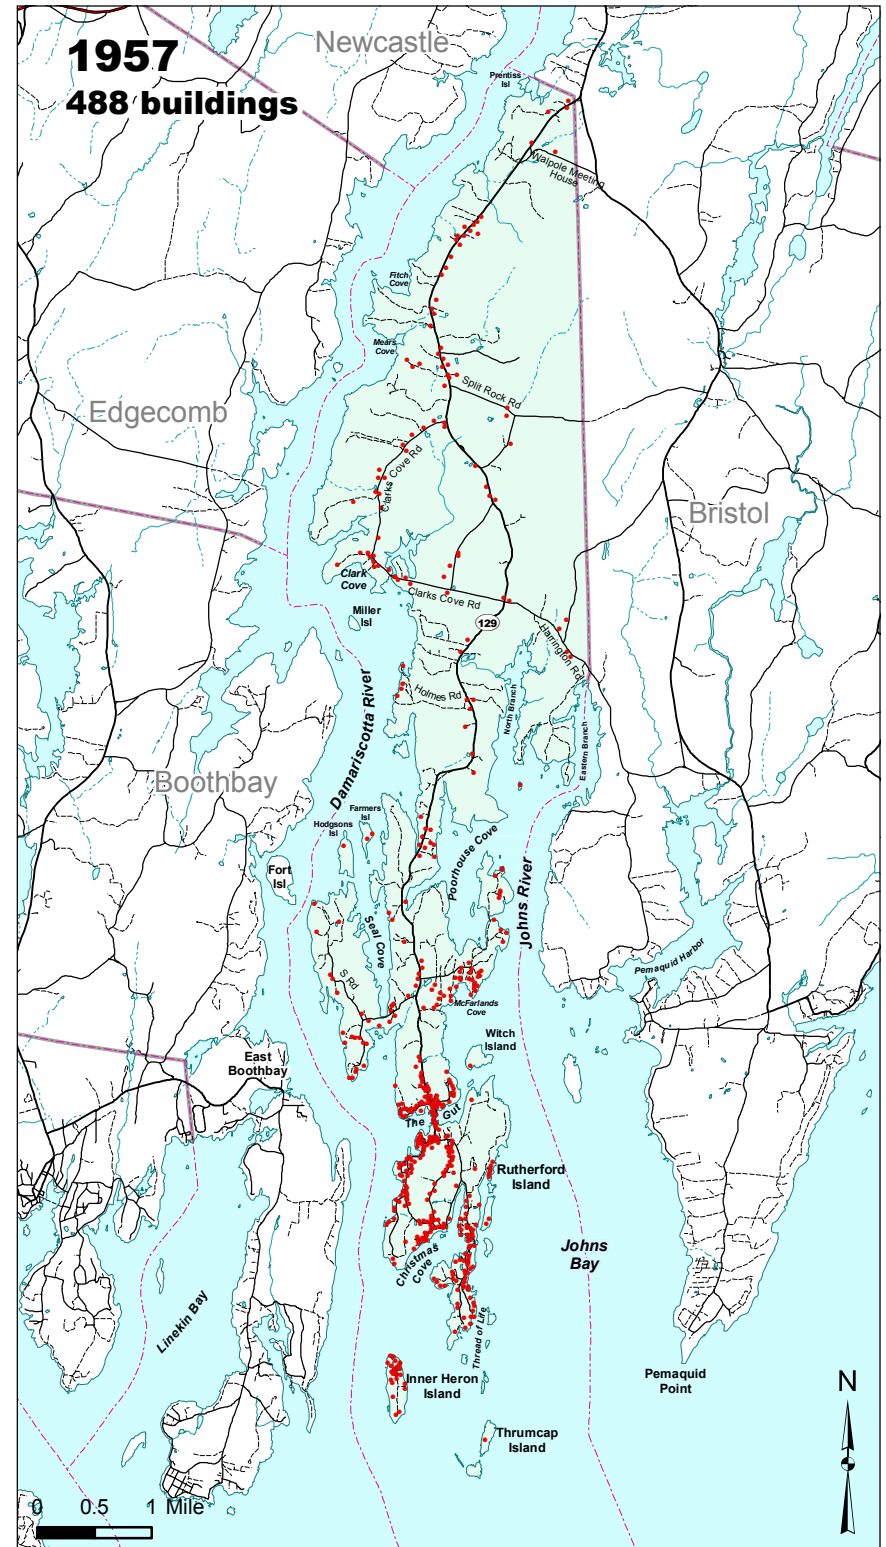 1957
488 buildings
Newcastle
Prentiss
Isl
Walpole Meeting
House
Fitch
Cove
Mears
Cove
Split Rock Rd
Edgecomb
Clarks Cove Rd
Bristol
Clark
Cove
Clarks Cove Rd
Miller
Isl
129
Harrington Rd
Holmes Rd
North Branch
Damariscotta River
Eastern Branch
Boothbay
Farmers
Isl
Hodgsons
Isl
Poorhouse Cove
Fort
Isl
Johns River
Seal Cove
S Rd
Pemaquid Harbor
McFarlands
Cove
Witch
Island
East
Boothbay
The Gut
Rutherford
Island
Johns
Bay
Christmas
Cove
Linekin Bay
Thread of Life
Pemaquid
Point
Inner Heron
Island
Thrumcap
Island
N
0 0.5 1 Mile